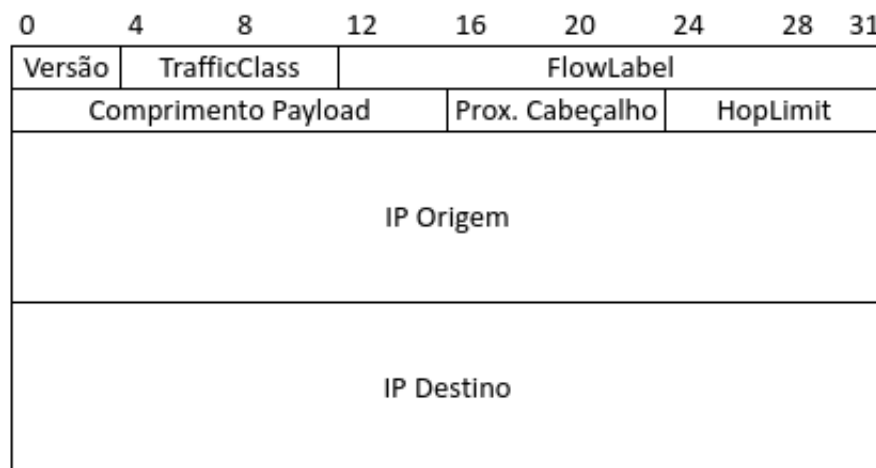 0 4 8 12 16 20 24 28 31
Versão TrafficClass FlowLabel
Comprimento Payload Prox. Cabeçalho HopLimit
IP Origem
IP Destino